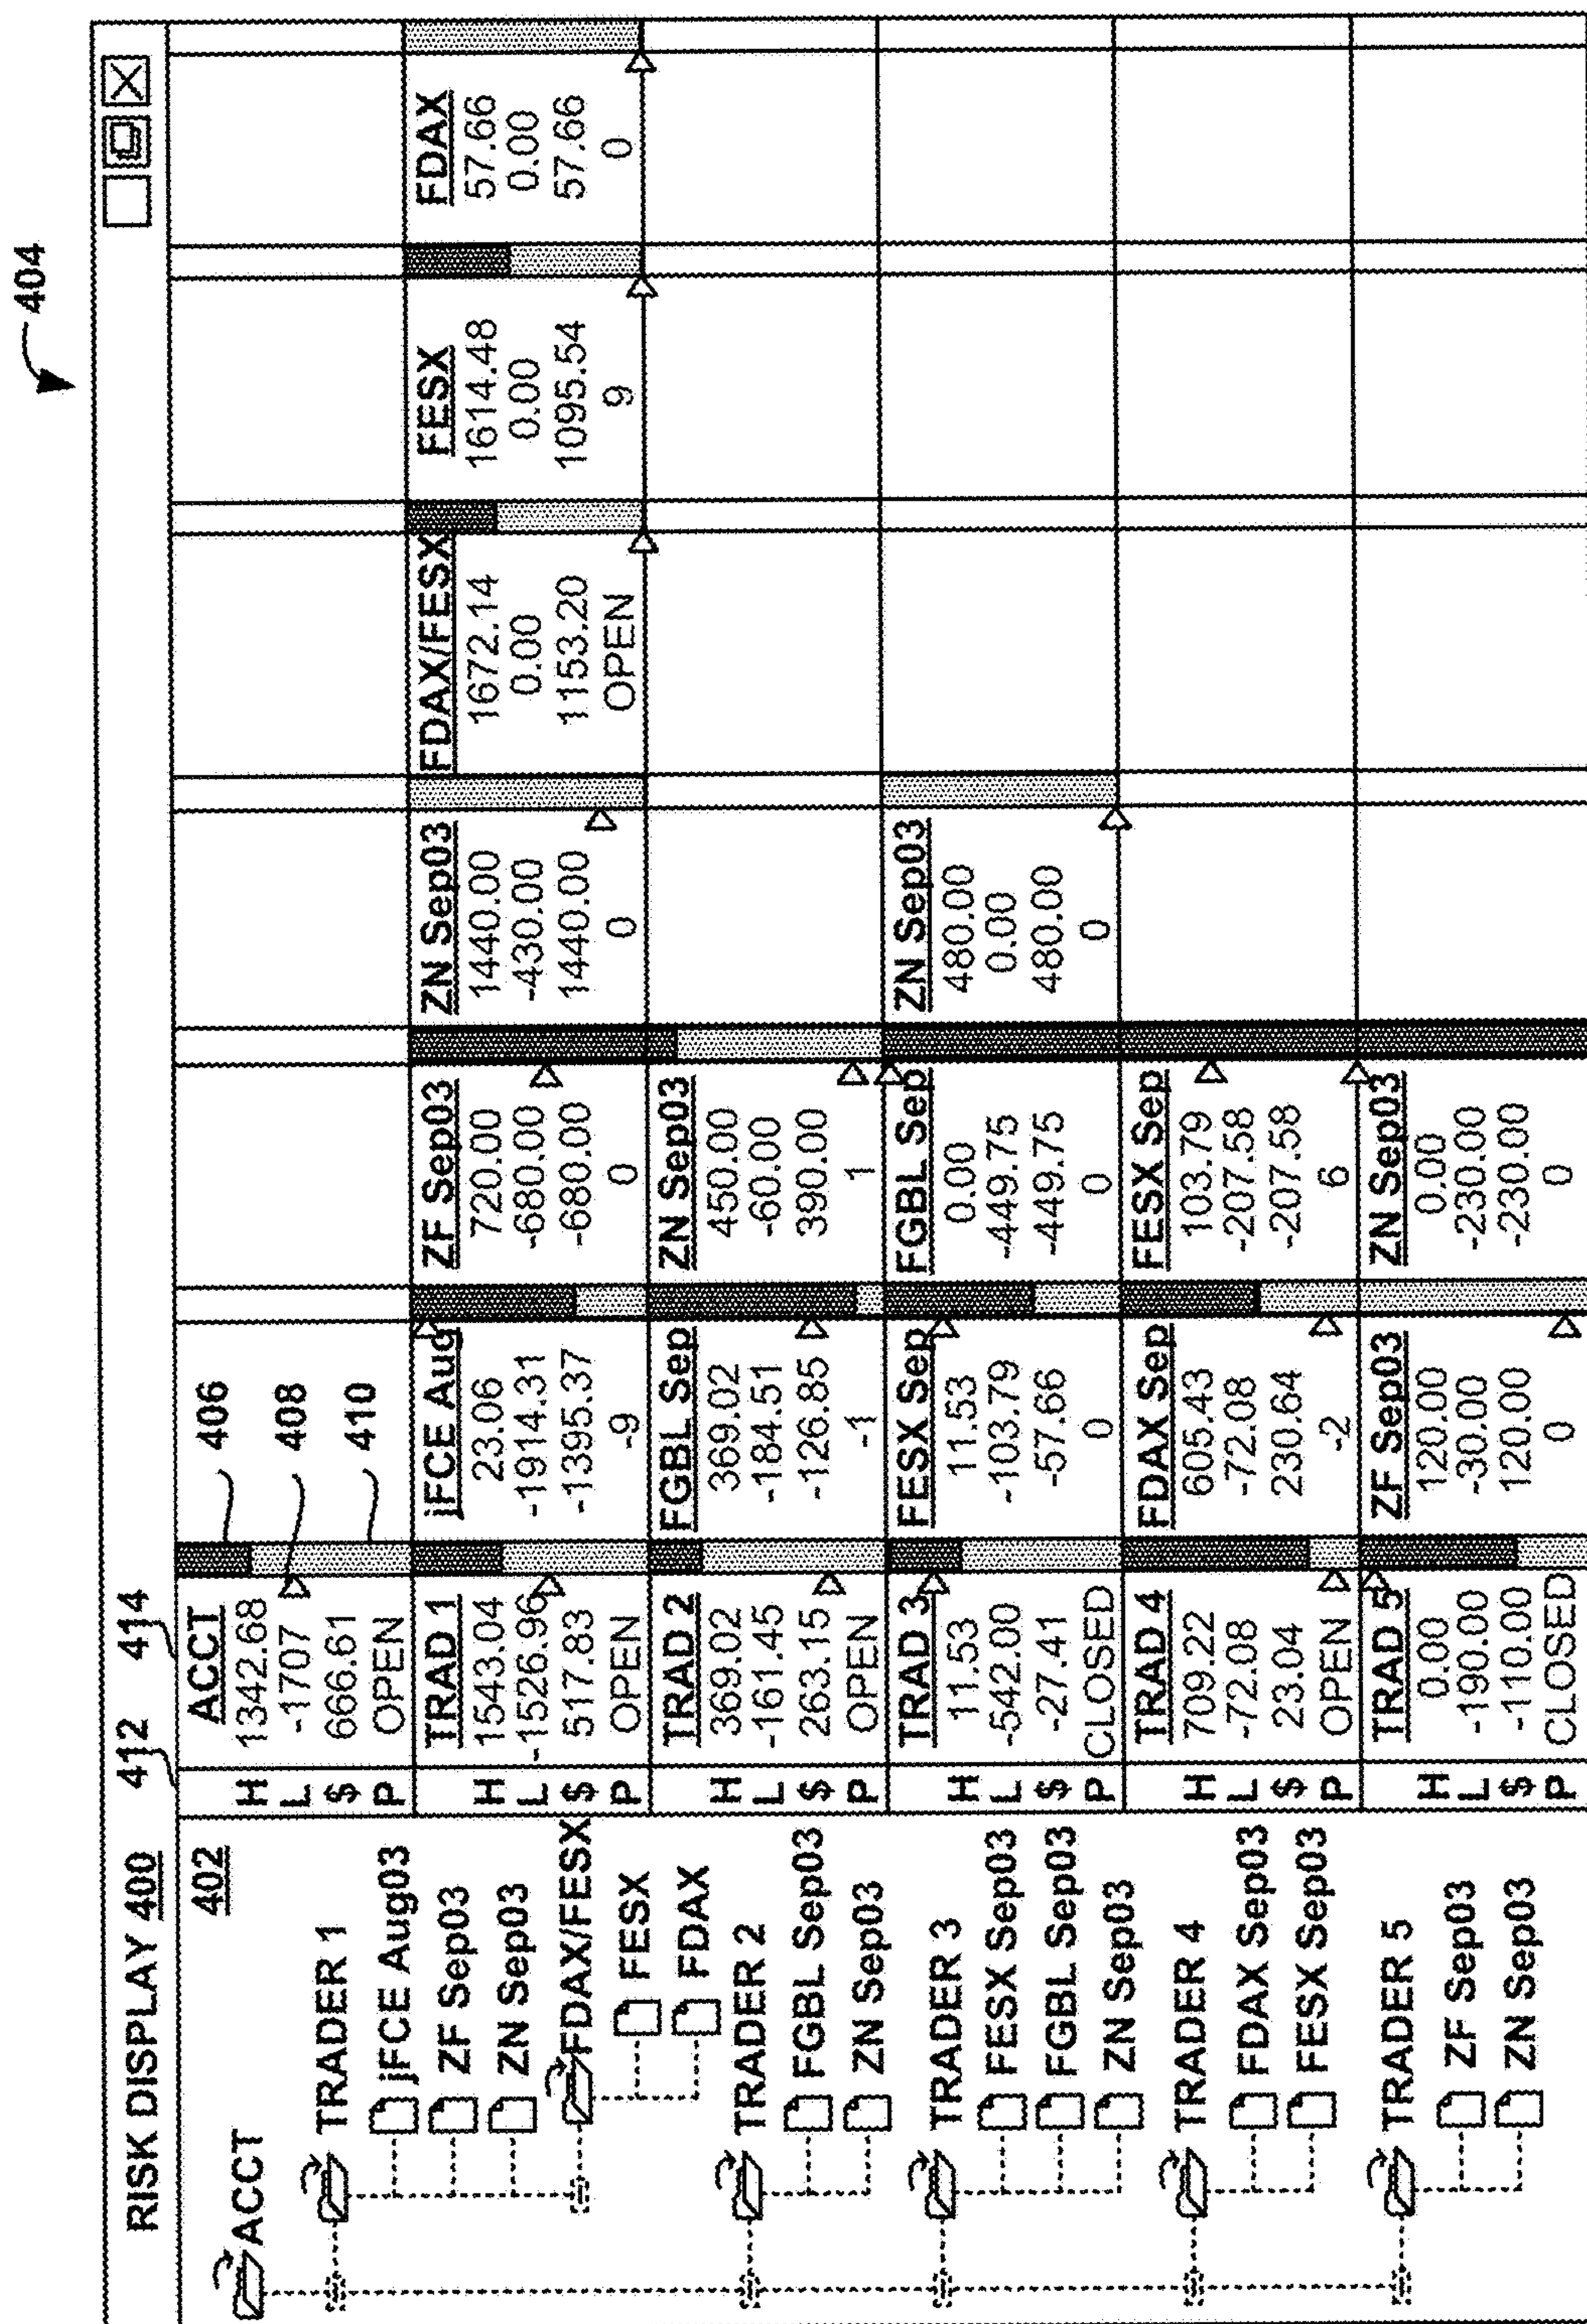 404
RISK DISPLAY 400
412
414
402
ACCT
TRADER 1
jFCE Aug03
ZF Sep03
ZN Sep03
FDAX/FESX
FESX
FDAX
TRADER 2
FGBL Sep03
ZN Sep03
TRADER 3
FESX Sep03
FGBL Sep03
ZN Sep03
TRADER 4
FDAX Sep03
FESX Sep03
TRADER 5
ZF Sep03
ZN Sep03
ACCT
H 1342.68
L -1707
$ 666.61
P OPEN
406
408
410
TRAD 1 jFCE Aug ZF Sep03 ZN Sep03 FDAX/FESX FESX FDAX
H 1543.04 23.06 720.00 1440.00 1672.14 1614.48 57.66
L -1526.96 -1914.31 -680.00 -430.00 0.00 0.00 0.00
$ 517.83 -1395.37 -680.00 1440.00 1153.20 1095.54 57.66
P OPEN -9 0 0 OPEN 9 0
TRAD 2 FGBL Sep ZN Sep03
H 369.02 369.02 450.00
L -161.45 -184.51 -60.00
$ 263.15 -126.85 390.00
P OPEN -1 1
TRAD 3 FESX Sep FGBL Sep ZN Sep03
H 11.53 11.53 0.00 480.00
L -542.00 -103.79 -449.75 0.00
$ -27.41 -57.66 -449.75 480.00
P CLOSED 0 0 0
TRAD 4 FDAX Sep FESX Sep
H 709.22 605.43 103.79
L -72.08 -72.08 -207.58
$ 23.04 230.64 -207.58
P OPEN -2 6
TRAD 5 ZF Sep03 ZN Sep03
H 0.00 120.00 0.00
L -190.00 -30.00 -230.00
$ -110.00 120.00 -230.00
P CLOSED 0 0